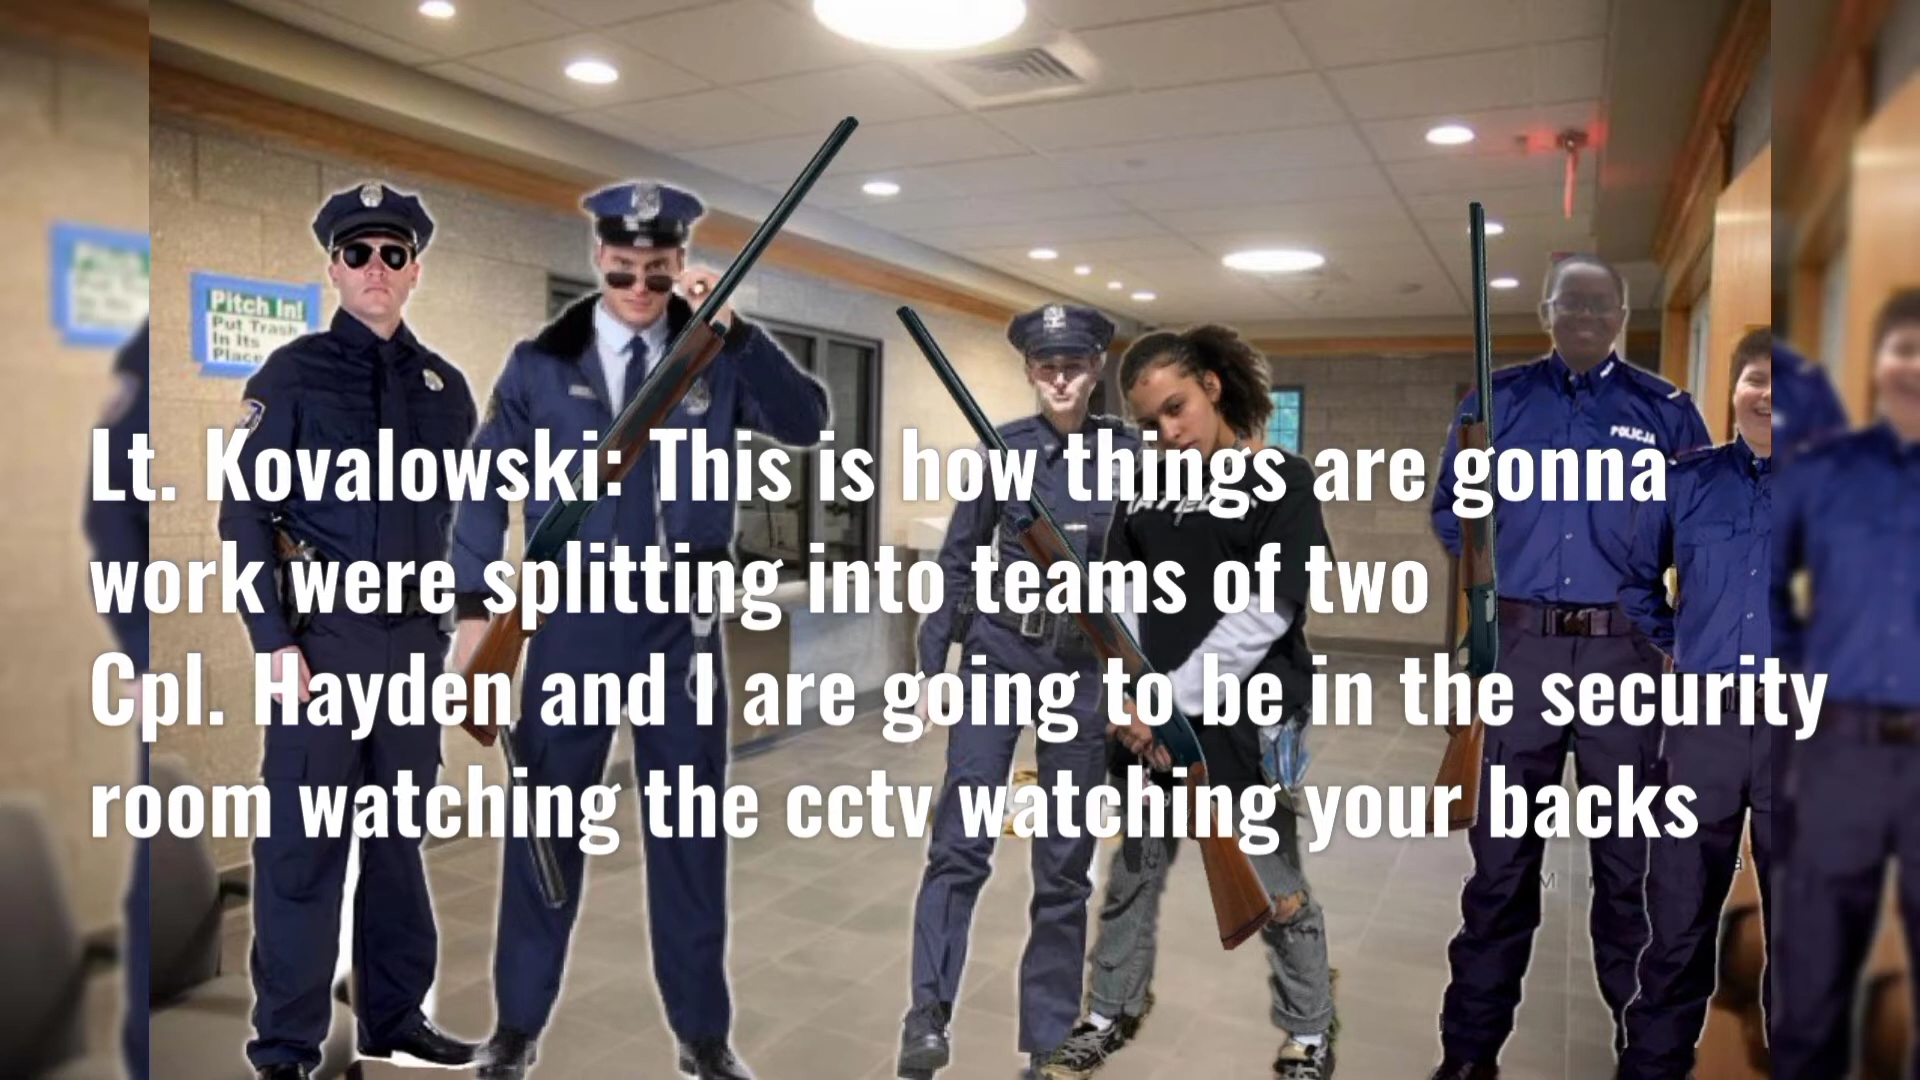 Pitch In!
Put Trash
In Its
Place
POLICJA
Lt. Kovalowski: This is how things are gonna
work were splitting into teams of two
Cpl. Hayden and I are going to be in the security
room watching the cctv watching your backs